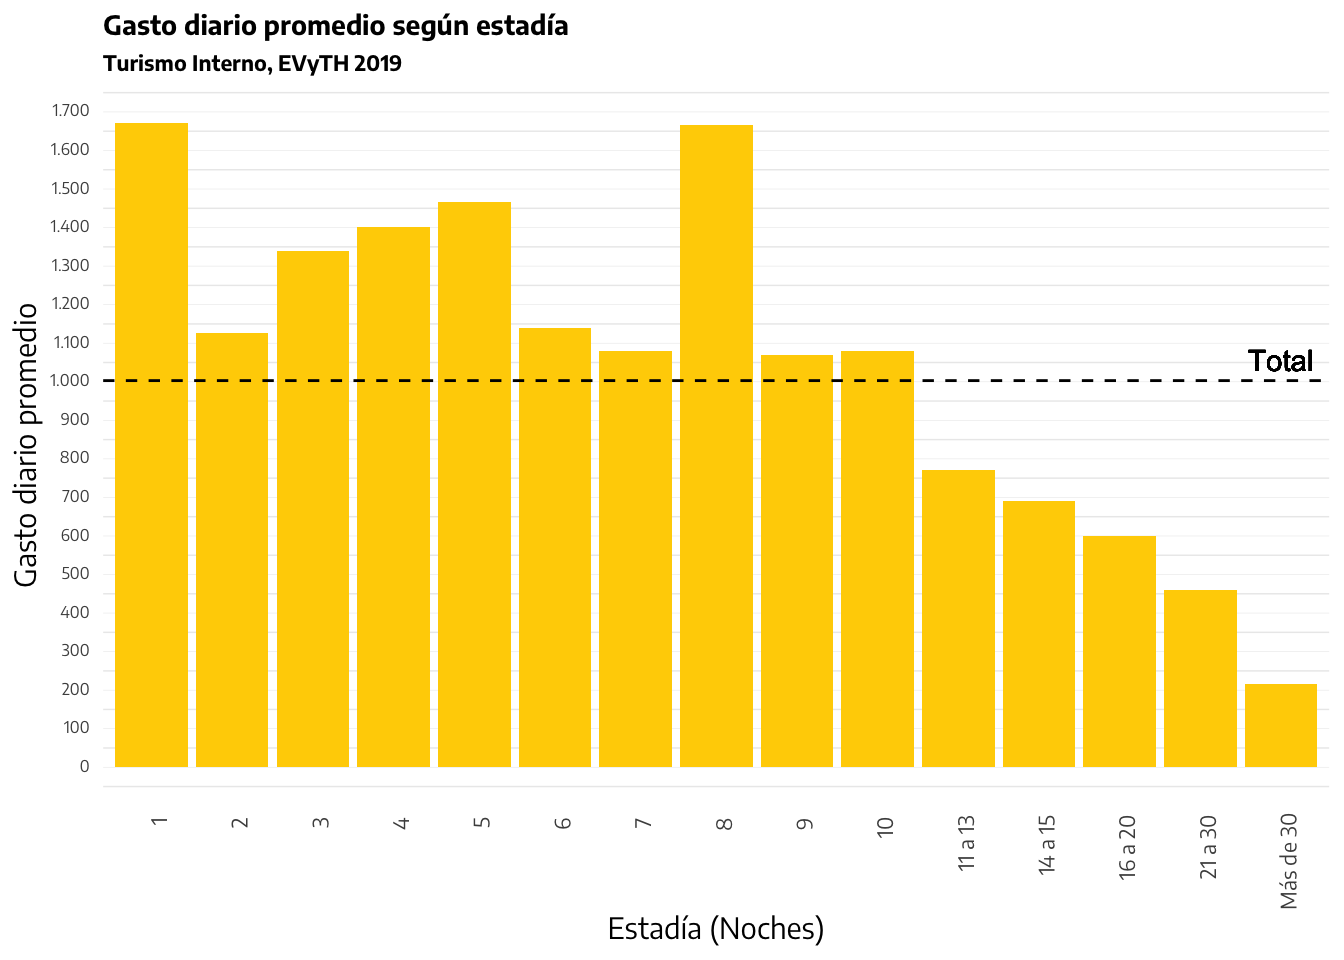 Gasto diario promedio según estadía
Turismo Interno, EVyTH 2019
Gasto diario promedio
1.700
1.600
1.500
1.400
1.300
1.200
1.100
1.000
900
800
700
600
500
400
300
200
100
0
Total
1
2
3
4
5
6
7
8
9
10
11 a 13
14 a 15
16 a 20
21 a 30
Más de 30
Estadía (Noches)